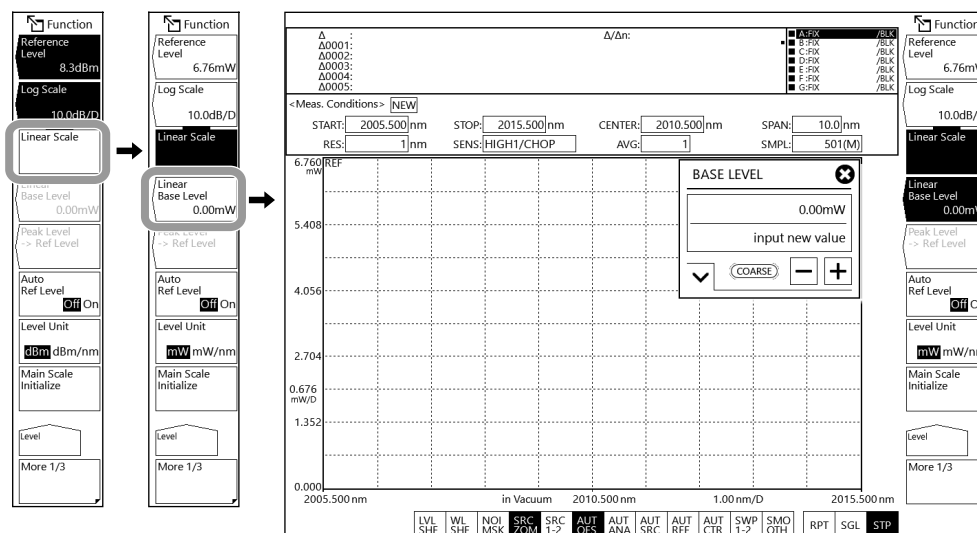 Function
Reference
Level
8.3dBm
Log Scale
10.0dB/D
Linear Scale
Linear
Base Level
0.00mW
Peak Level
-> Ref Level
Auto
Ref Level
Off On
Level Unit
dBm dBm/nm
Main Scale
Initialize
Level
More 1/3
Function
Reference
Level
6.76mW
Log Scale
10.0dB/D
Linear Scale
Linear
Base Level
0.00mW
Peak Level
-> Ref Level
Auto
Ref Level
Off On
Level Unit
mW mW/nm
Main Scale
Initialize
Level
More 1/3
Δ :
Δ0001:
Δ0002:
Δ0003:
Δ0004:
Δ0005:
Δ/Δn:
A:FIX /BLK
B:FIX /BLK
C:FIX /BLK
D:FIX /BLK
E:FIX /BLK
F:FIX /BLK
G:FIX /BLK
<Meas. Conditions> NEW
START: 2005.500 nm STOP: 2015.500 nm CENTER: 2010.500 nm SPAN: 10.0 nm
RES: 1 nm SENS: HIGH1/CHOP AVG: 1 SMPL: 501(M)
6.760 REF
mW
5.408
4.056
2.704
0.676
mW/D
1.352
0.000
2005.500 nm in Vacuum 2010.500 nm 1.00 nm/D 2015.500 nm
BASE LEVEL
0.00mW
input new value
COARSE
LVL SHF WL SHF NOI MSK SRC ZOM SRC 1-2 AUT OFS AUT ANA AUT SRC AUT REF AUT CTR SWP 1-2 SMO OTH RPT SGL STP
Function
Reference
Level
6.76m
Log Scale
10.0dB/
Linear Scale
Linear
Base Level
0.00m
Peak Level
-> Ref Level
Auto
Ref Level
Off
Level Unit
mW mW/n
Main Scale
Initialize
Level
More 1/3